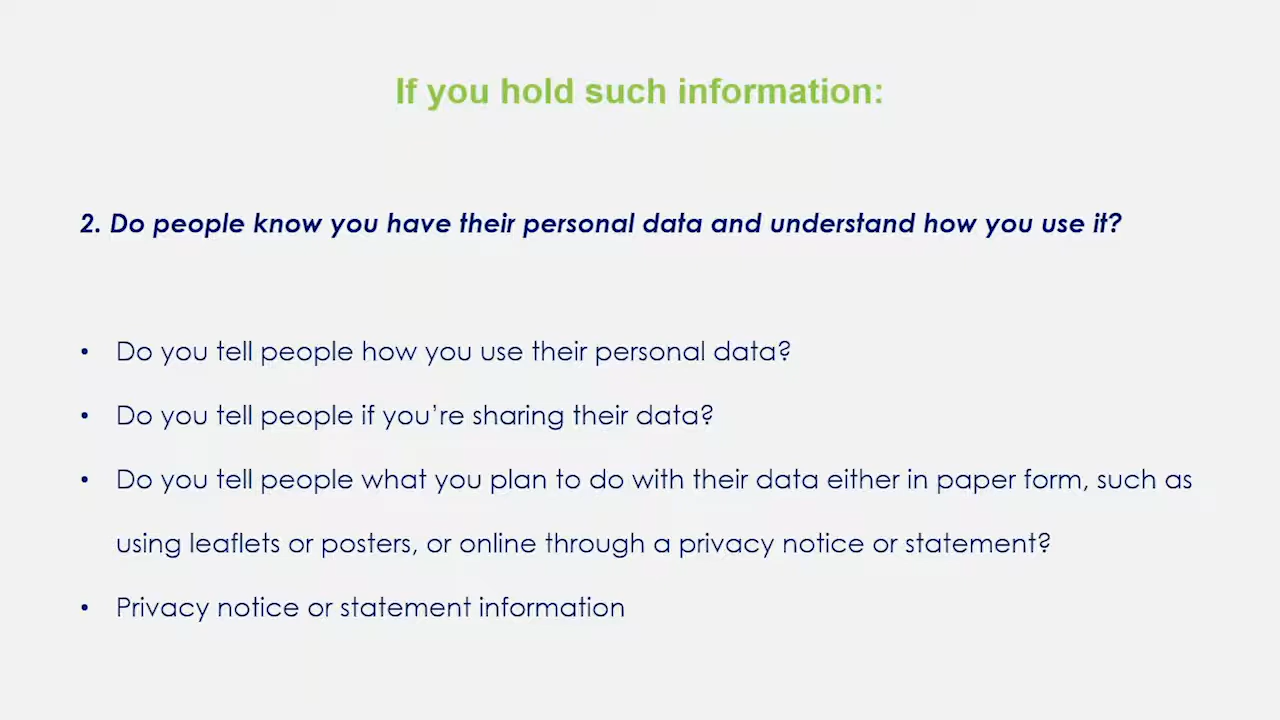 If you hold such information:
2. Do people know you have their personal data and understand how you use it?
• Do you tell people how you use their personal data?
• Do you tell people if you’re sharing their data?
• Do you tell people what you plan to do with their data either in paper form, such as
using leaflets or posters, or online through a privacy notice or statement?
• Privacy notice or statement information